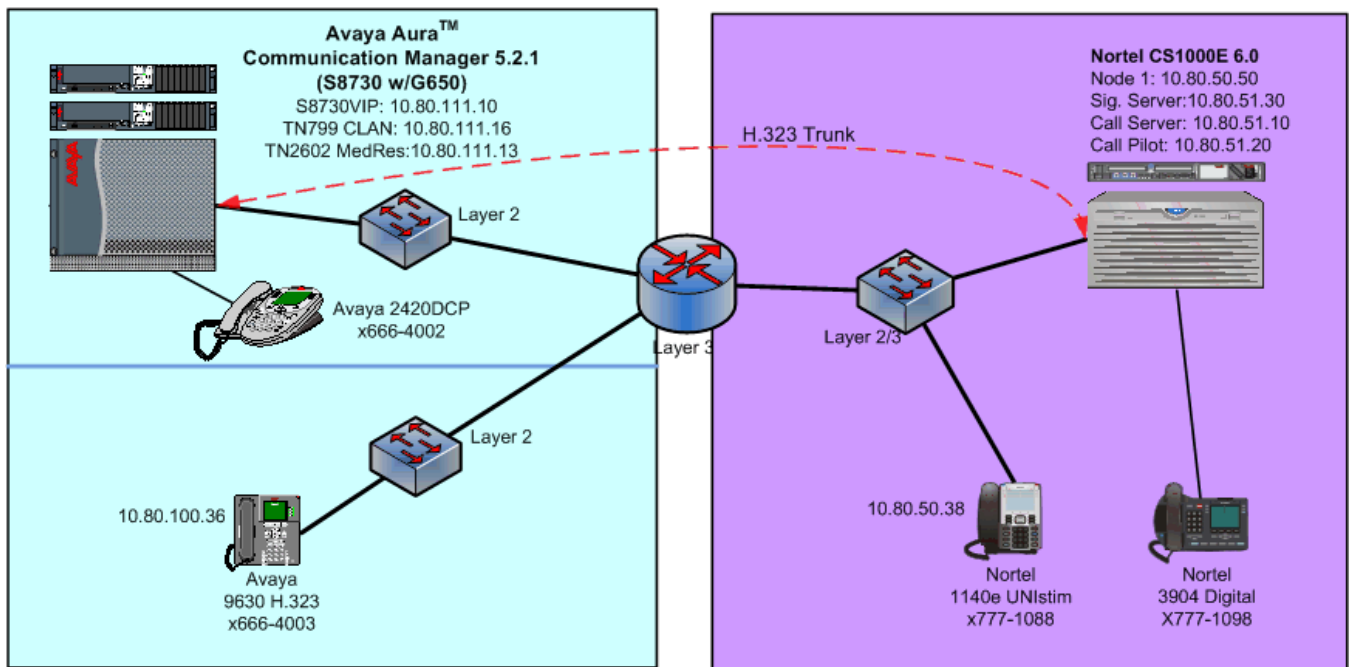 Avaya Aura™
Communication Manager 5.2.1
(S8730 w/G650)
S8730VIP: 10.80.111.10
TN799 CLAN: 10.80.111.16
TN2602 MedRes:10.80.111.13
AVAYA
Layer 2
Avaya 2420DCP
x666-4002
Layer 2
10.80.100.36
Avaya
9630 H.323
x666-4003
Layer 3
H.323 Trunk
Nortel CS1000E 6.0
Node 1: 10.80.50.50
Sig. Server:10.80.51.30
Call Server: 10.80.51.10
Call Pilot: 10.80.51.20
Layer 2/3
10.80.50.38
Nortel
1140e UNIstim
x777-1088
Nortel
3904 Digital
X777-1098